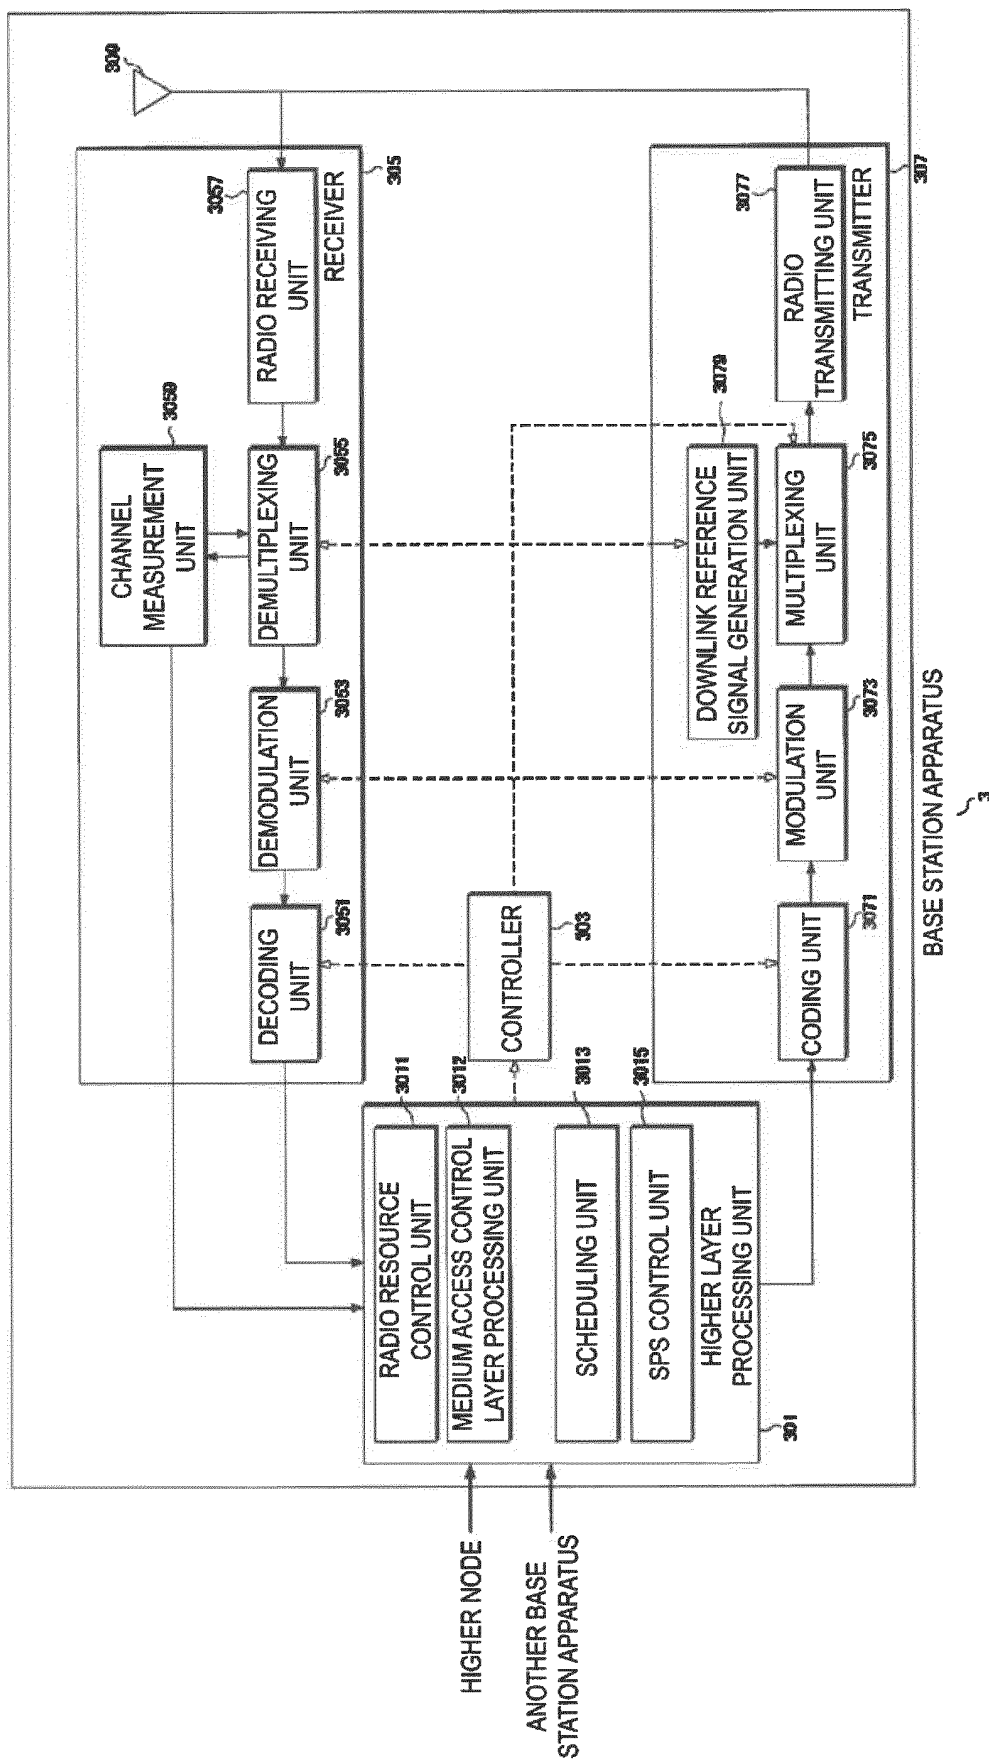 309
CHANNEL
MEASUREMENT
UNIT
3059
3057
RADIO RECEIVING
UNIT
RECEIVER
305
DEMULTIPLEXING
UNIT
3055
DEMODULATION
UNIT
3053
DECODING
UNIT
3051
RADIO RESOURCE
CONTROL UNIT
3011
MEDIUM ACCESS CONTROL
LAYER PROCESSING UNIT
3012
SCHEDULING UNIT
3013
SPS CONTROL UNIT
3015
HIGHER LAYER
PROCESSING UNIT
301
HIGHER NODE
ANOTHER BASE
STATION APPARATUS
CONTROLLER
303
DOWNLINK REFERENCE
SIGNAL GENERATION UNIT
3079
CODING UNIT
3071
MODULATION
UNIT
3073
MULTIPLEXING
UNIT
3075
3077
RADIO
TRANSMITTING UNIT
TRANSMITTER
307
BASE STATION APPARATUS
3